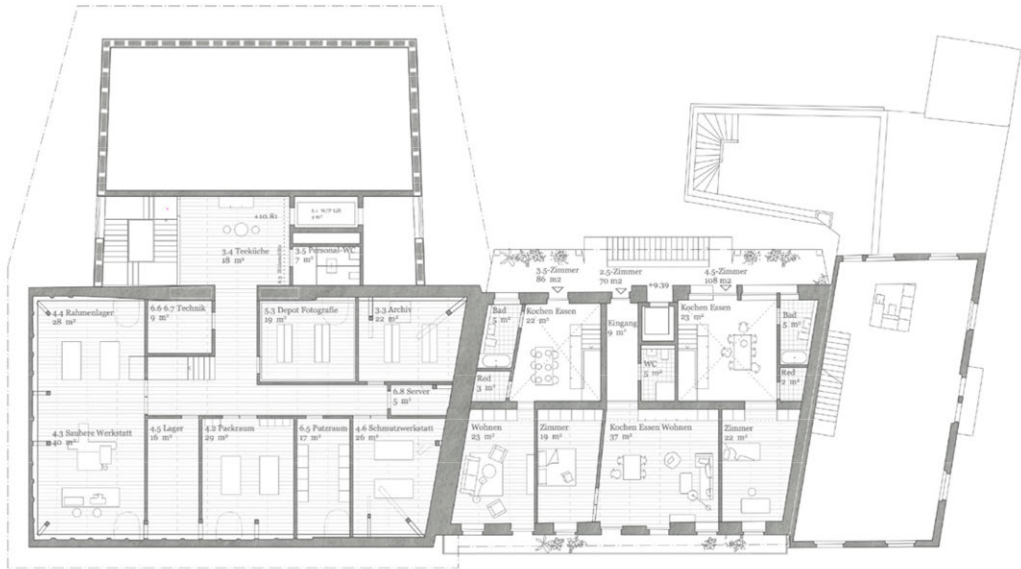 +10.81
3.4 Teeküche
18 m²
3.5 Personal-WC
7 m²
3.5-Zimmer
86 m2
2.5-Zimmer
70 m2
+9.39
4.5-Zimmer
108 m2
4.4 Rahmenlager
28 m²
6.6 6.7 Technik
9 m²
5.3 Depot Fotografie
19 m²
3.3 Archiv
22 m²
Bad
5 m²
Kochen Essen
22 m²
Eingang
9 m²
Kochen Essen
23 m²
Bad
5 m²
WC
5 m²
Red
3 m²
Red
2 m²
6.8 Server
5 m²
4.3 Saubere Werkstatt
40 m²
4.5 Lager
16 m²
4.2 Packraum
29 m²
6.5 Putzraum
17 m²
4.6 Schmutzwerkstatt
26 m²
Wohnen
23 m²
Zimmer
19 m²
Kochen Essen Wohnen
37 m²
Zimmer
22 m²